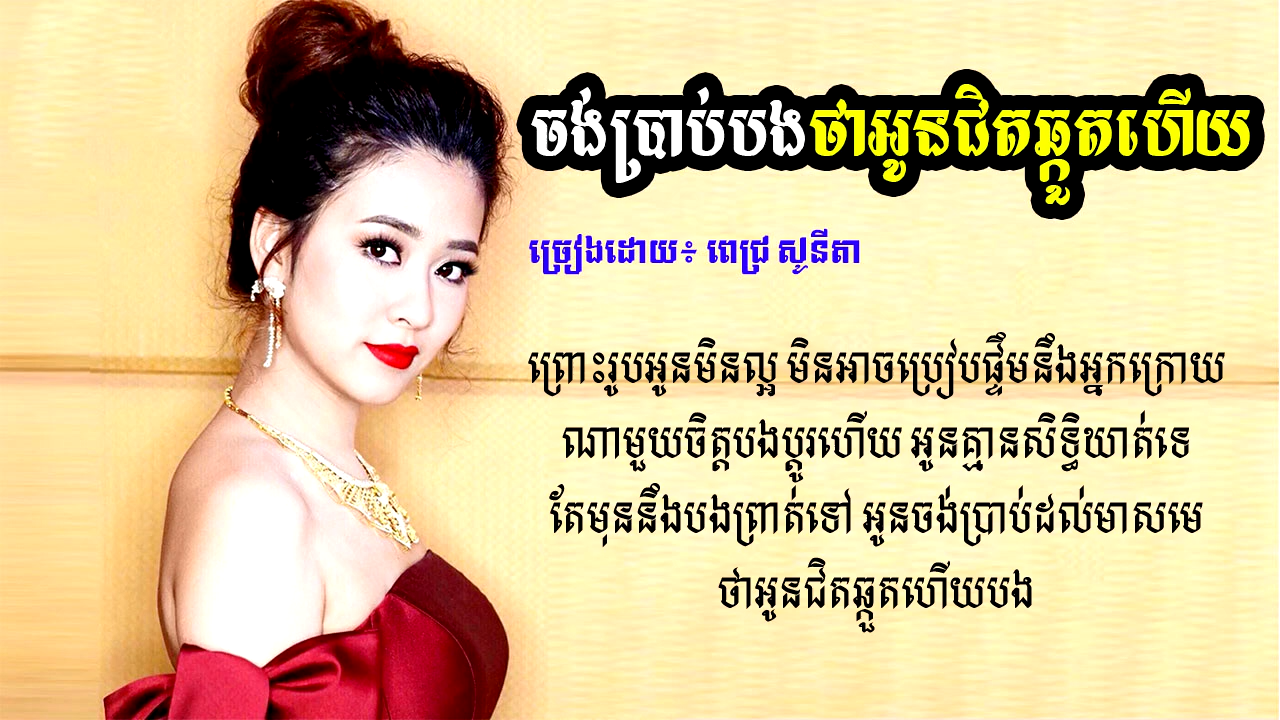 ចង់ប្រាប់បងថាអូនជិតឆ្កួតហើយ
ច្រៀងដោយ៖ ពេជ្រ សូនីតា
ព្រោះរូបអូនមិនល្អ មិនអាចប្រៀបផ្ទឹមនឹងអ្នកក្រោយ
ណាមួយចិត្តបងប្តូរហើយ អូនគ្មានសិទ្ធិឃាត់ទេ
តែមុននឹងបងព្រាត់ទៅ អូនចង់ប្រាប់ដល់មាសមេ
ថាអូនជិតឆ្កួតហើយបង